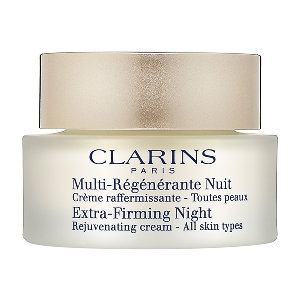 CLARINS
PARIS
Multi-Régénérante Nuit
Crème raffermissante - Toutes peaux
Extra-Firming Night
Rejuvenating cream - All skin types